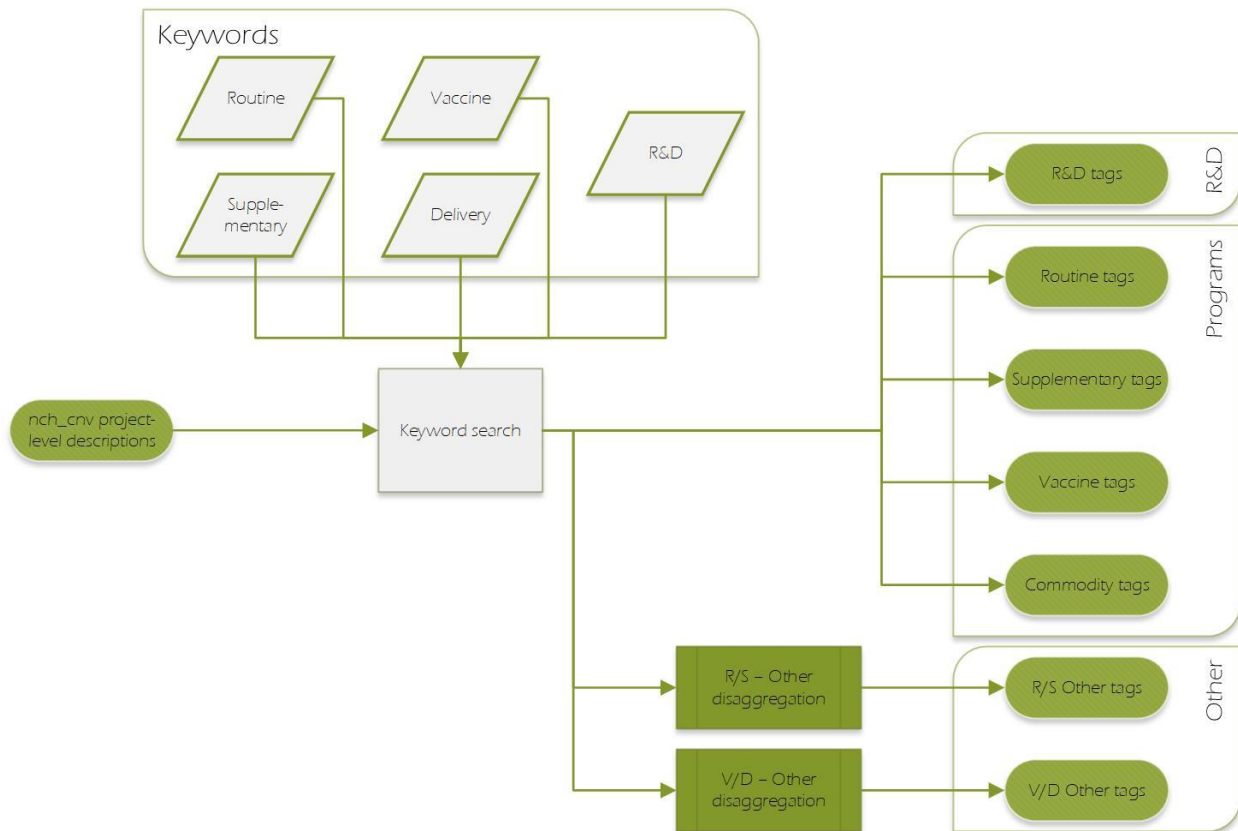 Keywords
Routine
Vaccine
R&D
Supple-
mentary
Delivery
R&D tags
R&D
Routine tags
Programs
Supplementary tags
nch_cnv project-
level descriptions
Keyword search
Vaccine tags
Commodity tags
R/S – Other
disaggregation
R/S Other tags
Other
V/D – Other
disaggregation
V/D Other tags